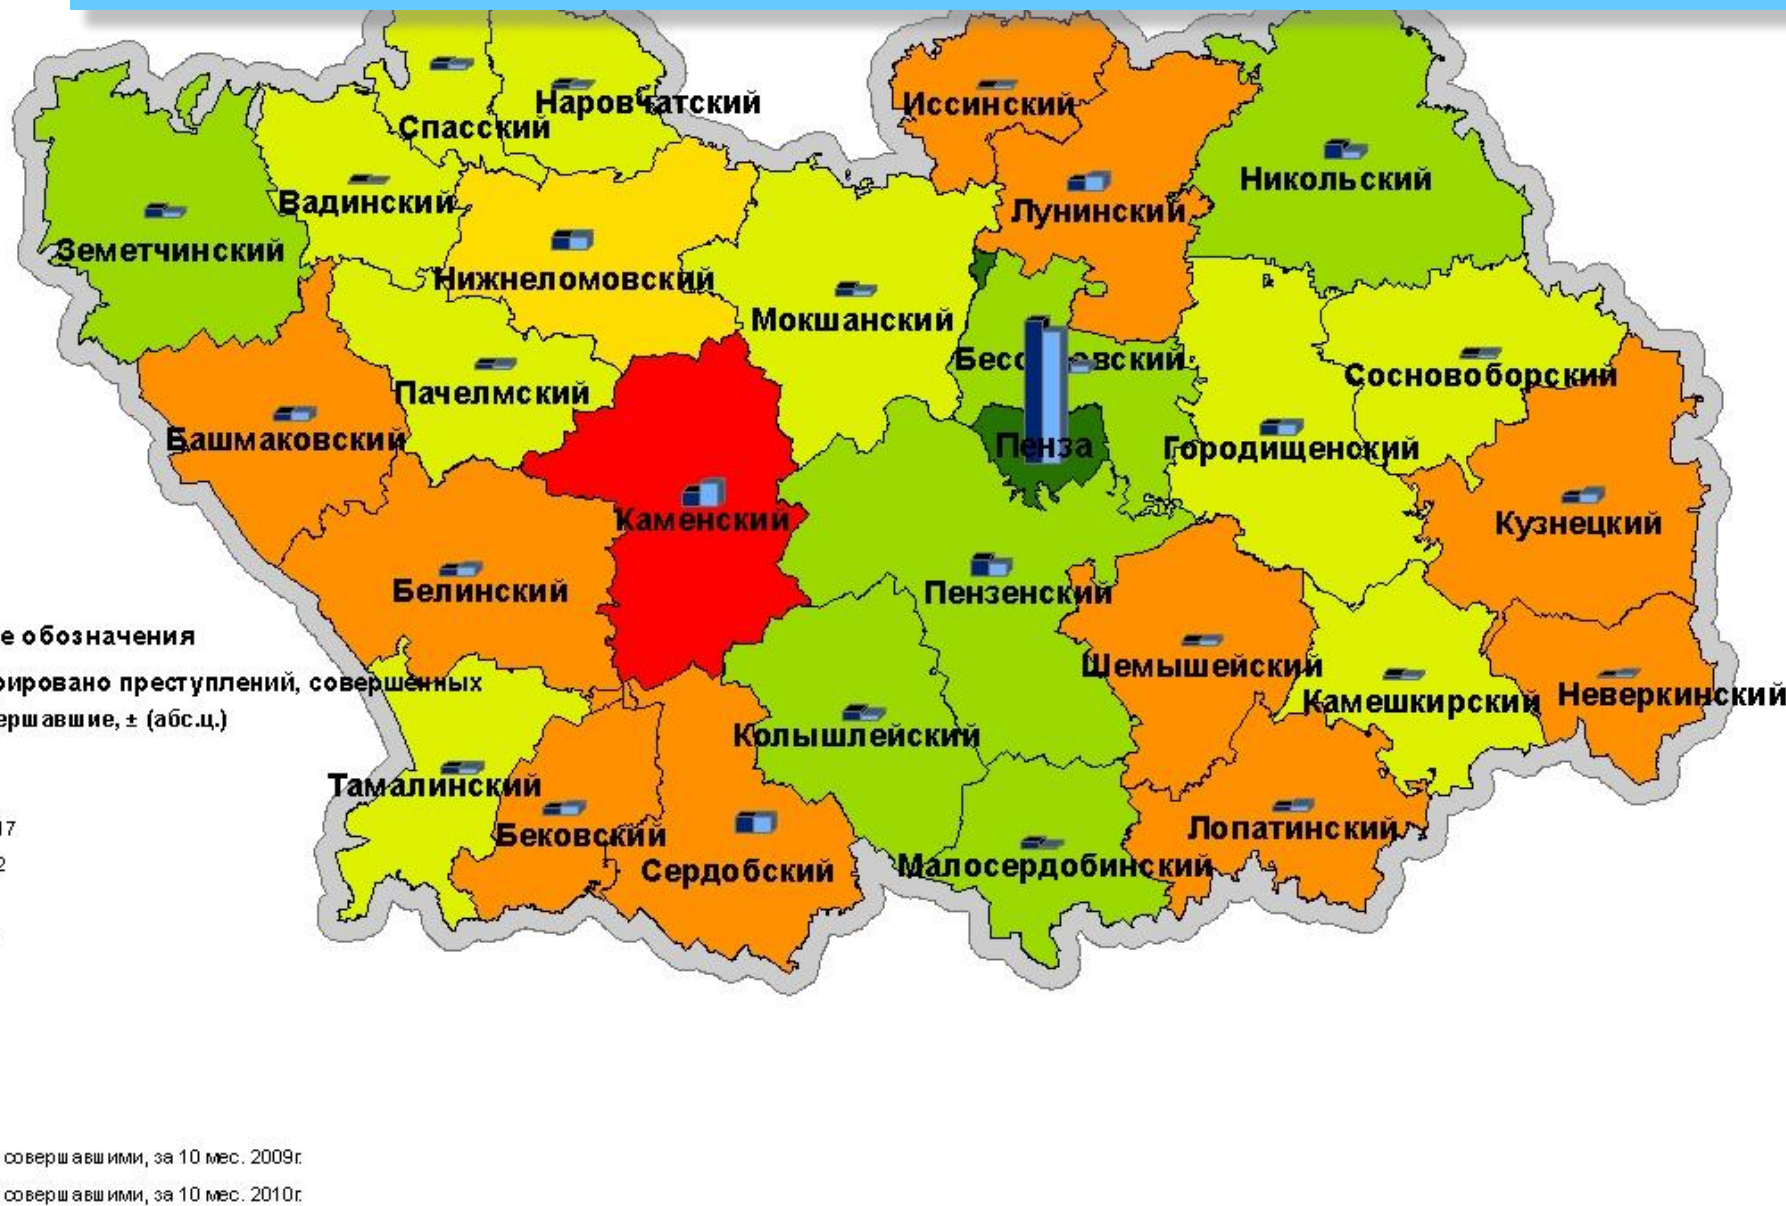 Наровчатский
Спасский
Иссинский
Никольский
Вадинский
Лунинский
Земетчинский
Нижнеломовский
Мокшанский
Сосновоборский
Пачелмский
Башмаковский
Пенза
Городищенский
Каменский
Кузнецкий
Белинский
Пензенский
е обозначения
ировано преступлений, совершенных
ершавшие, ± (абс.ц.)
Шемышейский
Камешкирский
Неверкинский
Колышлейский
Тамалинский
Бековский
Лопатинский
Сердобский
Малосердобинский
17
2
совершавшими, за 10 мес. 2009г.
совершавшими, за 10 мес. 2010г.